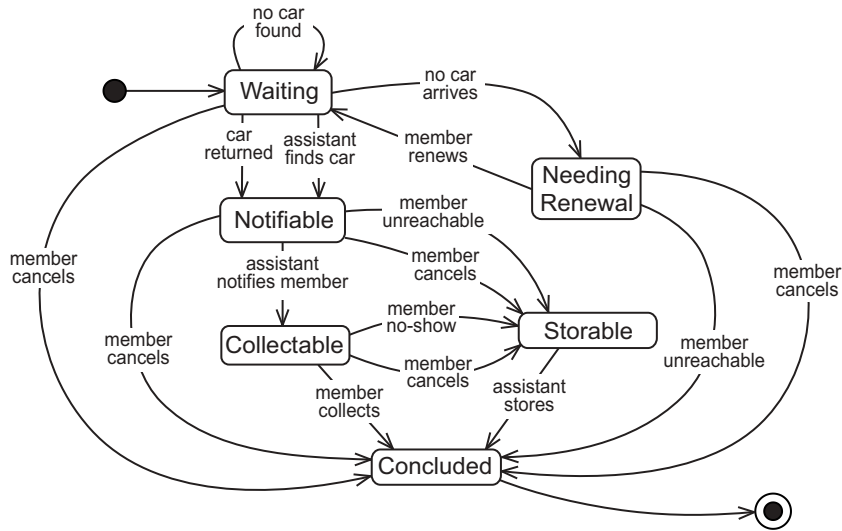 no car
found
Waiting
no car
arrives
car
returned
assistant
finds car
member
renews
Needing
Renewal
Notifiable
member
unreachable
member
cancels
assistant
notifies member
member
cancels
member
cancels
member
no-show
Storable
member
cancels
Collectable
member
cancels
member
unreachable
member
cancels
member
collects
assistant
stores
Concluded